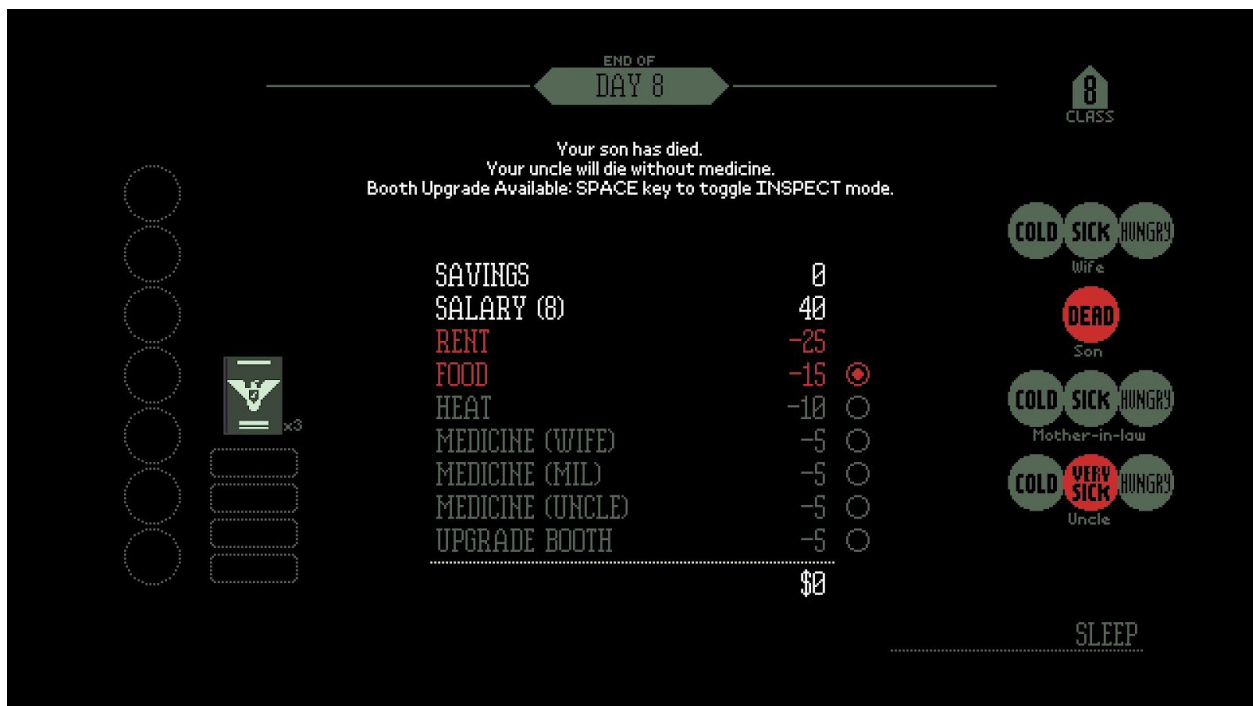 END OF
DAY 8
8
CLASS
Your son has died.
Your uncle will die without medicine.
Booth Upgrade Available: SPACE key to toggle INSPECT mode.
COLD SICK HUNGRY
Wife
SAVINGS 0
SALARY (8) 40
RENT -25
DEAD
Son
FOOD -15
HEAT -10
COLD SICK HUNGRY
Mother-in-law
x3
MEDICINE (WIFE) -5
MEDICINE (MIL) -5
COLD VERY SICK HUNGRY
Uncle
MEDICINE (UNCLE) -5
UPGRADE BOOTH -5
$0
SLEEP